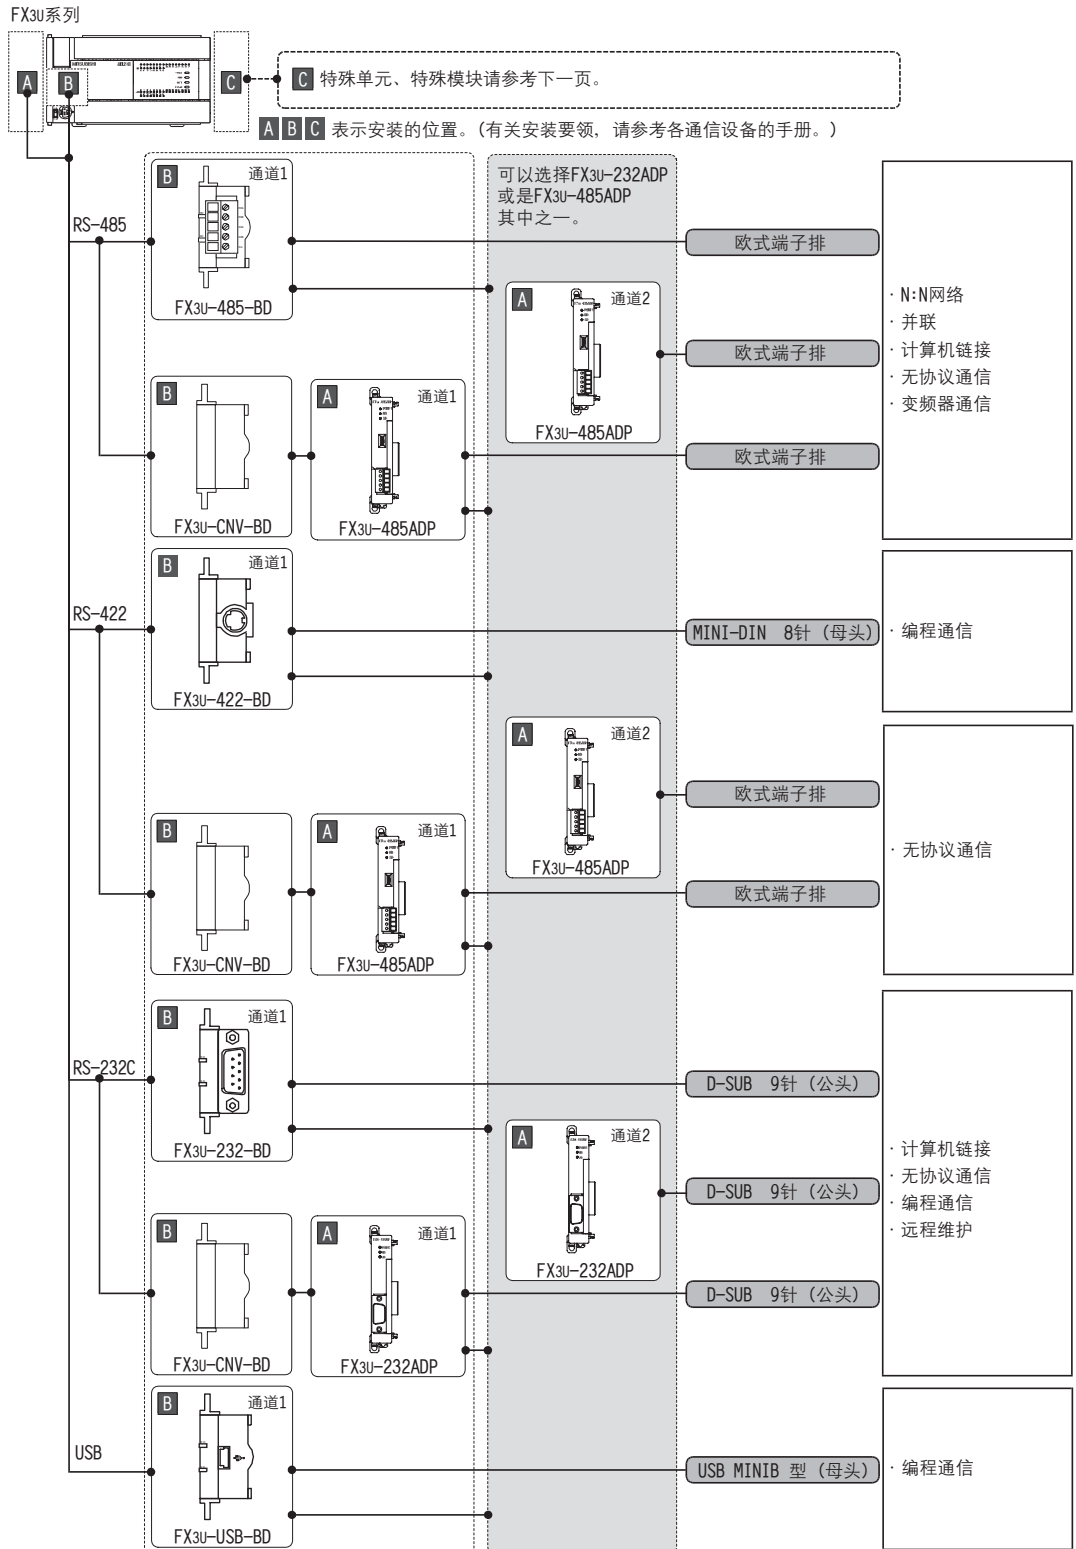 FX3U系列
A
B
C
C 特殊单元、特殊模块请参考下一页。
A B C 表示安装的位置。(有关安装要领, 请参考各通信设备的手册。)
可以选择FX3U-232ADP
或是FX3U-485ADP
其中之一。
RS-485
B 通道1
FX3U-485-BD
欧式端子排
A 通道2
FX3U-485ADP
欧式端子排
B
FX3U-CNV-BD
A 通道1
FX3U-485ADP
欧式端子排
·N:N网络
·并联
·计算机链接
·无协议通信
·变频器通信
RS-422
B 通道1
FX3U-422-BD
MINI-DIN 8针 (母头)
·编程通信
A 通道2
FX3U-485ADP
欧式端子排
B
FX3U-CNV-BD
A 通道1
FX3U-485ADP
欧式端子排
·无协议通信
RS-232C
B 通道1
FX3U-232-BD
D-SUB 9针 (公头)
A 通道2
FX3U-232ADP
D-SUB 9针 (公头)
B
FX3U-CNV-BD
A 通道1
FX3U-232ADP
D-SUB 9针 (公头)
·计算机链接
·无协议通信
·编程通信
·远程维护
USB
B 通道1
FX3U-USB-BD
USB MINIB 型 (母头)
·编程通信